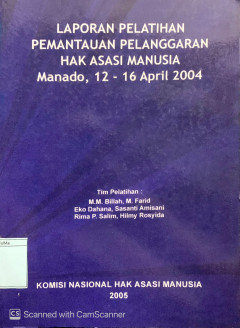 LAPORAN PELATIHAN
PEMANTAUAN PELANGGARAN
HAK ASASI MANUSIA
Manado, 12 - 16 April 2004
Tim Pelatihan :
M.M. Billah, M. Farid
Eko Dahana, Sasanti Amisani
Rima P. Salim, Hilmy Rosyida
KOMISI NASIONAL HAK ASASI MANUSIA
2005
CS Scanned with CamScanner